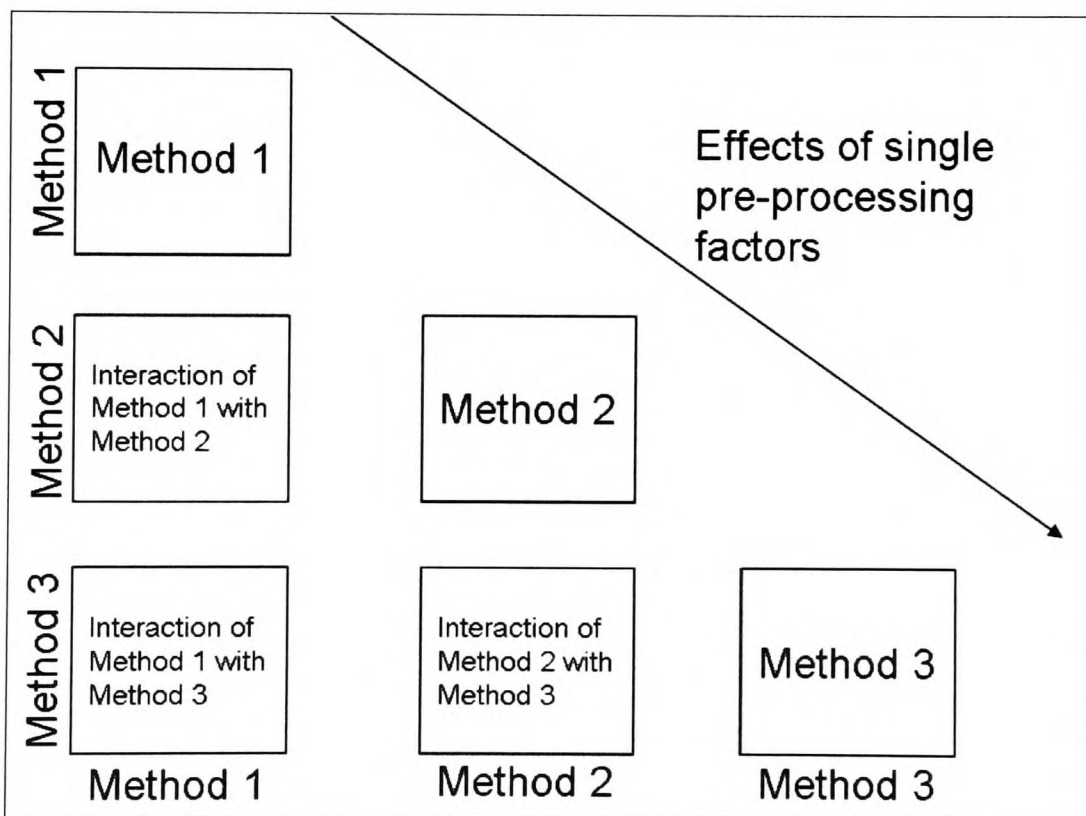 Method 1
Method 1
Effects of single
pre-processing
factors
Method 2
Interaction of
Method 1 with
Method 2
Method 2
Method 3
Interaction of
Method 1 with
Method 3
Interaction of
Method 2 with
Method 3
Method 3
Method 1
Method 2
Method 3